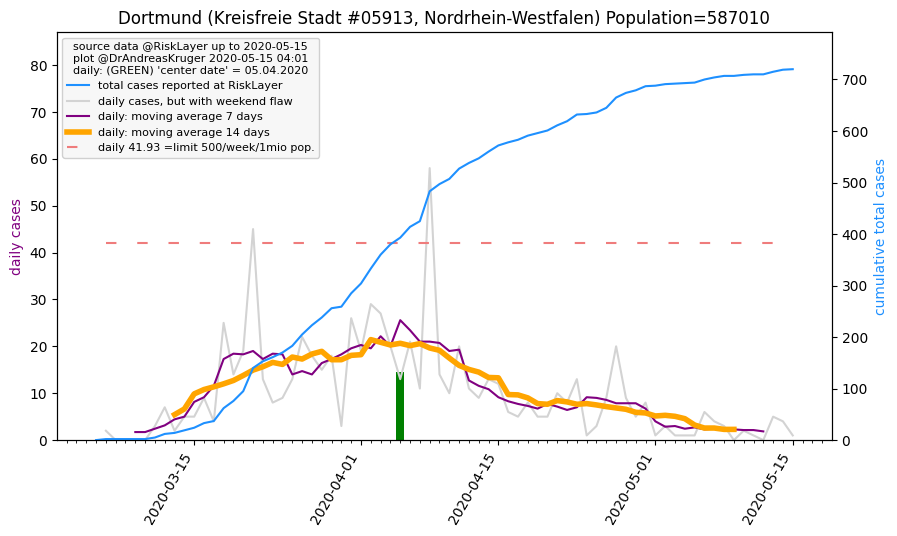 Dortmund (Kreisfreie Stadt #05913, Nordrhein-Westfalen) Population=587010
source data @RiskLayer up to 2020-05-15
plot @DrAndreasKruger 2020-05-15 04:01
daily: (GREEN) 'center date' = 05.04.2020
total cases reported at RiskLayer
daily cases, but with weekend flaw
daily: moving average 7 days
daily: moving average 14 days
daily 41.93 =limit 500/week/1mio pop.
daily cases
80
70
60
50
40
30
20
10
0
cumulative total cases
700
600
500
400
300
200
100
0
2020-03-15
2020-04-01
2020-04-15
2020-05-01
2020-05-15